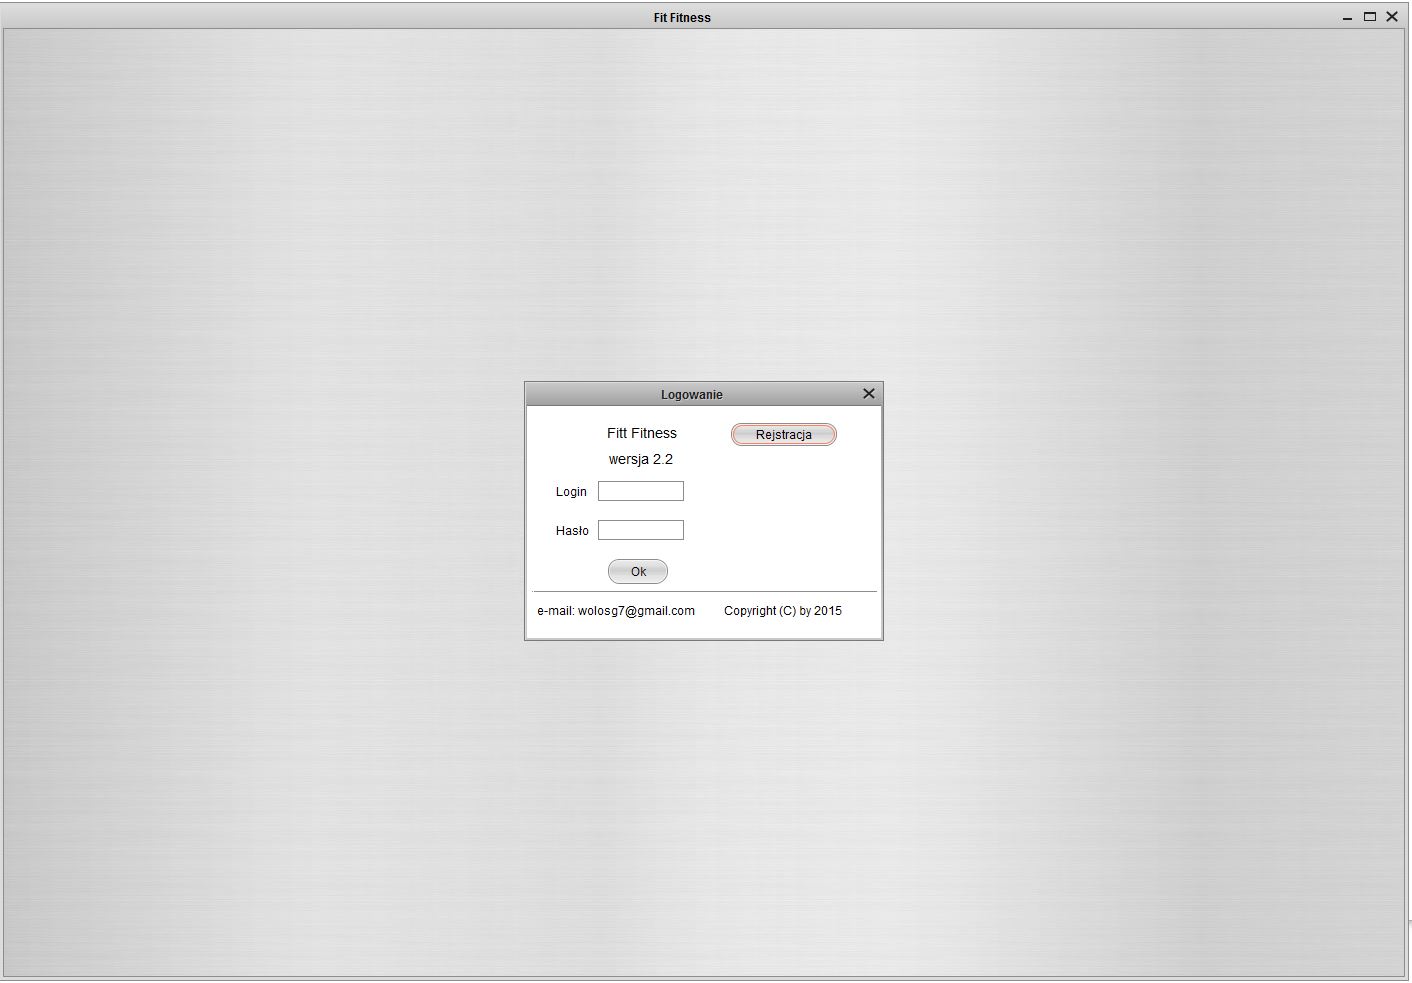 Fit Fitness
Logowanie
Fitt Fitness
Rejstracja
wersja 2.2
Login
Hasło
Ok
e-mail: wolosg7@gmail.com
Copyright (C) by 2015